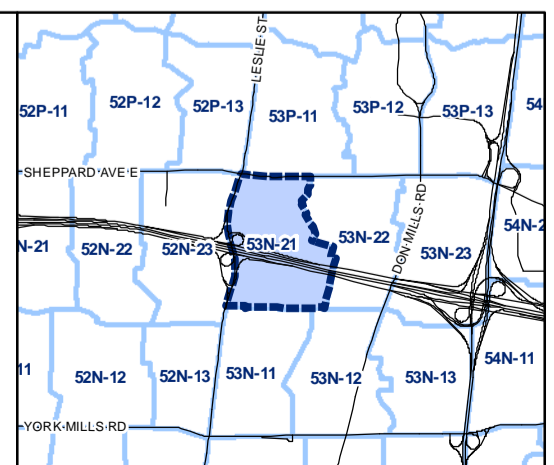 LESLIE ST
52P-11
52P-12
52P-13
53P-11
53P-12
53P-13
54
SHEPPARD AVE E
DON MILLS RD
N-21
52N-22
52N-23
53N-21
53N-22
53N-23
54N-2
11
52N-12
52N-13
53N-11
53N-12
53N-13
54N-11
YORK MILLS RD